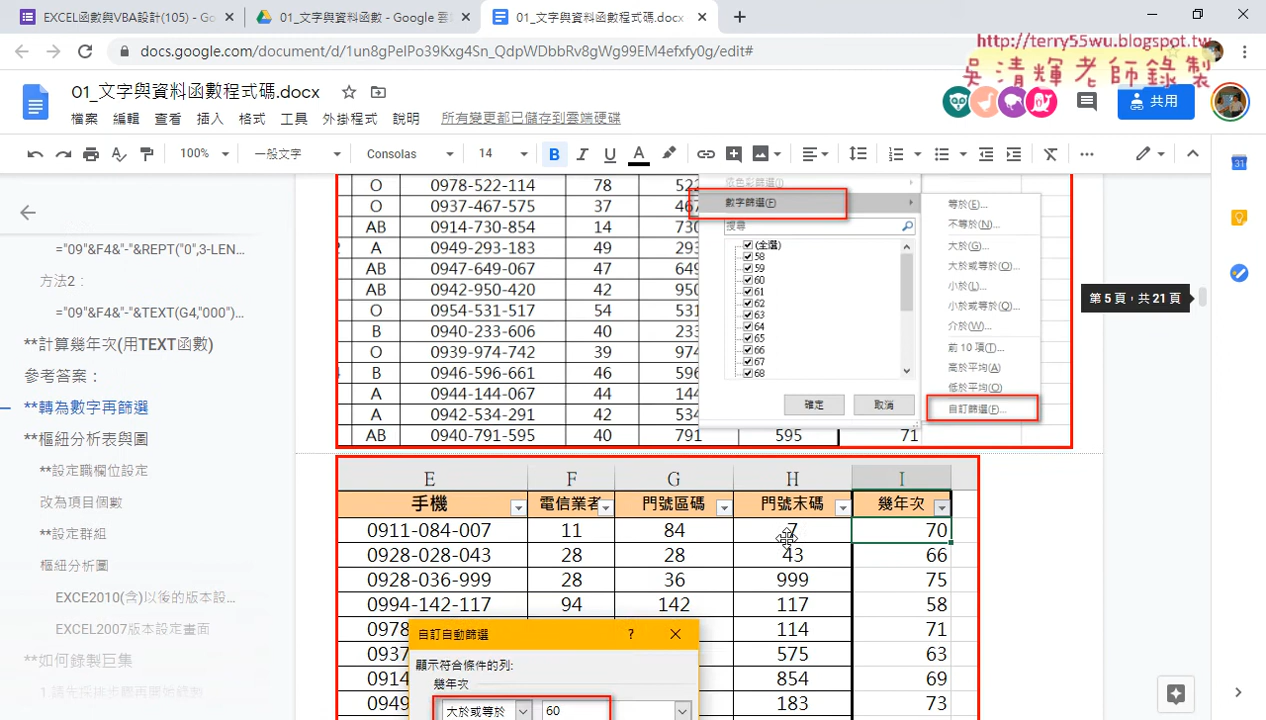 EXCEL函數與VBA設計(105) - Go
01_文字與資料函數 - Google 雲
01_文字與資料函數程式碼.docx
docs.google.com/document/d/1un8gPeIPo39Kxg4Sn_QdpWDbbRv8gWg99EM4efxfy0g/edit#
http://terry55wu.blogspot.tw
吳清輝老師錄製
01_文字與資料函數程式碼.docx
共用
檔案 編輯 查看 插入 格式 工具 外掛程式 說明 所有變更都已儲存到雲端硬碟
100% 一般文字 Consolas 14 B I U A
31
="09"&F4&"-"&REPT("0",3-LEN...
方法2：
="09"&F4&"-"&TEXT(G4,"000")...
**計算幾年次(用TEXT函數)
參考答案：
**轉為數字再篩選
**樞紐分析表與圖
**設定職欄位設定
改為項目個數
**設定群組
樞紐分析圖
EXCE2010(含)以後的版本設...
EXCEL2007版本設定畫面
**如何錄製巨集
O 0978-522-114 78 522
O 0937-467-575 37 467
AB 0914-730-854 14 730
A 0949-293-183 49 293
AB 0947-649-067 47 649
AB 0942-950-420 42 950
O 0954-531-517 54 531
B 0940-233-606 40 233
O 0939-974-742 39 974
B 0946-596-661 46 596
A 0944-144-067 44 144
A 0942-534-291 42 534
AB 0940-791-595 40 791 595 71
依色彩篩選(I)
數字篩選(F)
搜尋
(全選)
58
59
60
61
62
63
64
65
66
67
68
確定 取消
等於(E)...
不等於(N)...
大於(G)...
大於或等於(O)...
小於(L)...
小於或等於(Q)...
介於(W)...
前 10 項(T)...
高於平均(A)
低於平均(O)
自訂篩選(F)...
第 5 頁，共 21 頁
E F G H I
手機 電信業者 門號區碼 門號末碼 幾年次
0911-084-007 11 84 7 70
0928-028-043 28 28 43 66
0928-036-999 28 36 999 75
0994-142-117 94 142 117 58
0978 114 71
0937 575 63
0914 854 69
0949 183 73
自訂自動篩選 ?
顯示符合條件的列:
幾年次
大於或等於 60